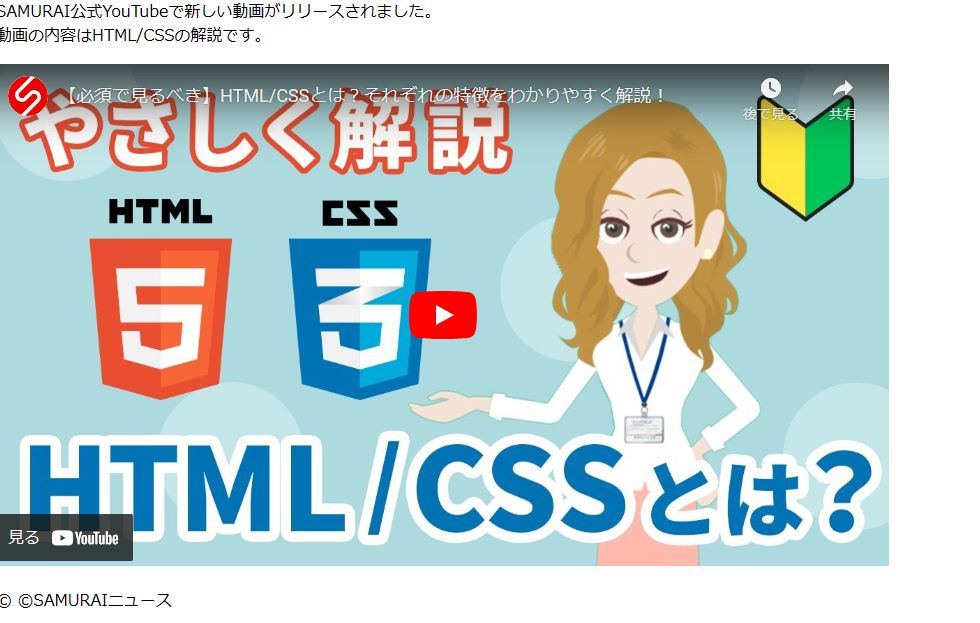 SAMURAI公式YouTubeで新しい動画がリリースされました。
動画の内容はHTML/CSSの解説です。
【必須で見るべき】HTML/CSSとは？それぞれの特徴をわかりやすく解説！
後で見る
共有
やさしく解説
HTML
CSS
5
3
HTML/CSSとは？
見る YouTube
© ©SAMURAIニュース